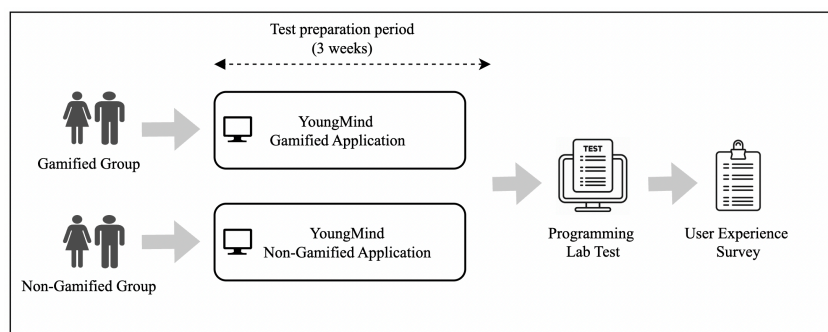 Test preparation period
(3 weeks)
Gamified Group
YoungMind
Gamified Application
Non-Gamified Group
YoungMind
Non-Gamified Application
TEST
Programming
Lab Test
User Experience
Survey